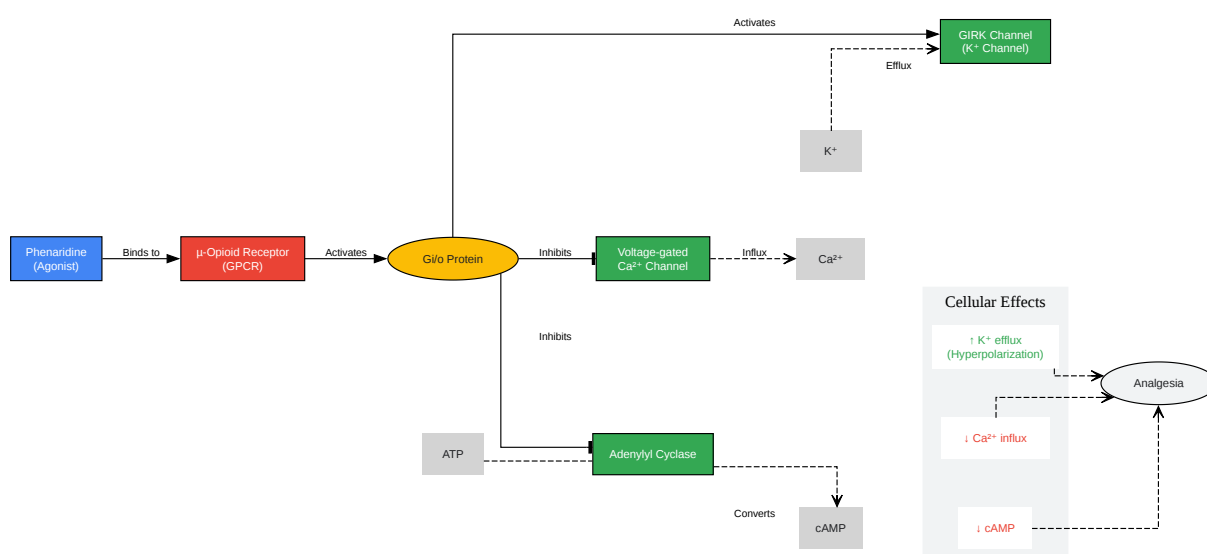 Activates
GIRK Channel
(K⁺ Channel)
Efflux
K⁺
Phenaridine
(Agonist)
Binds to
µ-Opioid Receptor
(GPCR)
Activates
Gi/o Protein
Inhibits
Voltage-gated
Ca²⁺ Channel
Influx
Ca²⁺
Cellular Effects
Inhibits
↑ K⁺ efflux
(Hyperpolarization)
Analgesia
↓ Ca²⁺ influx
ATP
Adenylyl Cyclase
Converts
cAMP
↓ cAMP